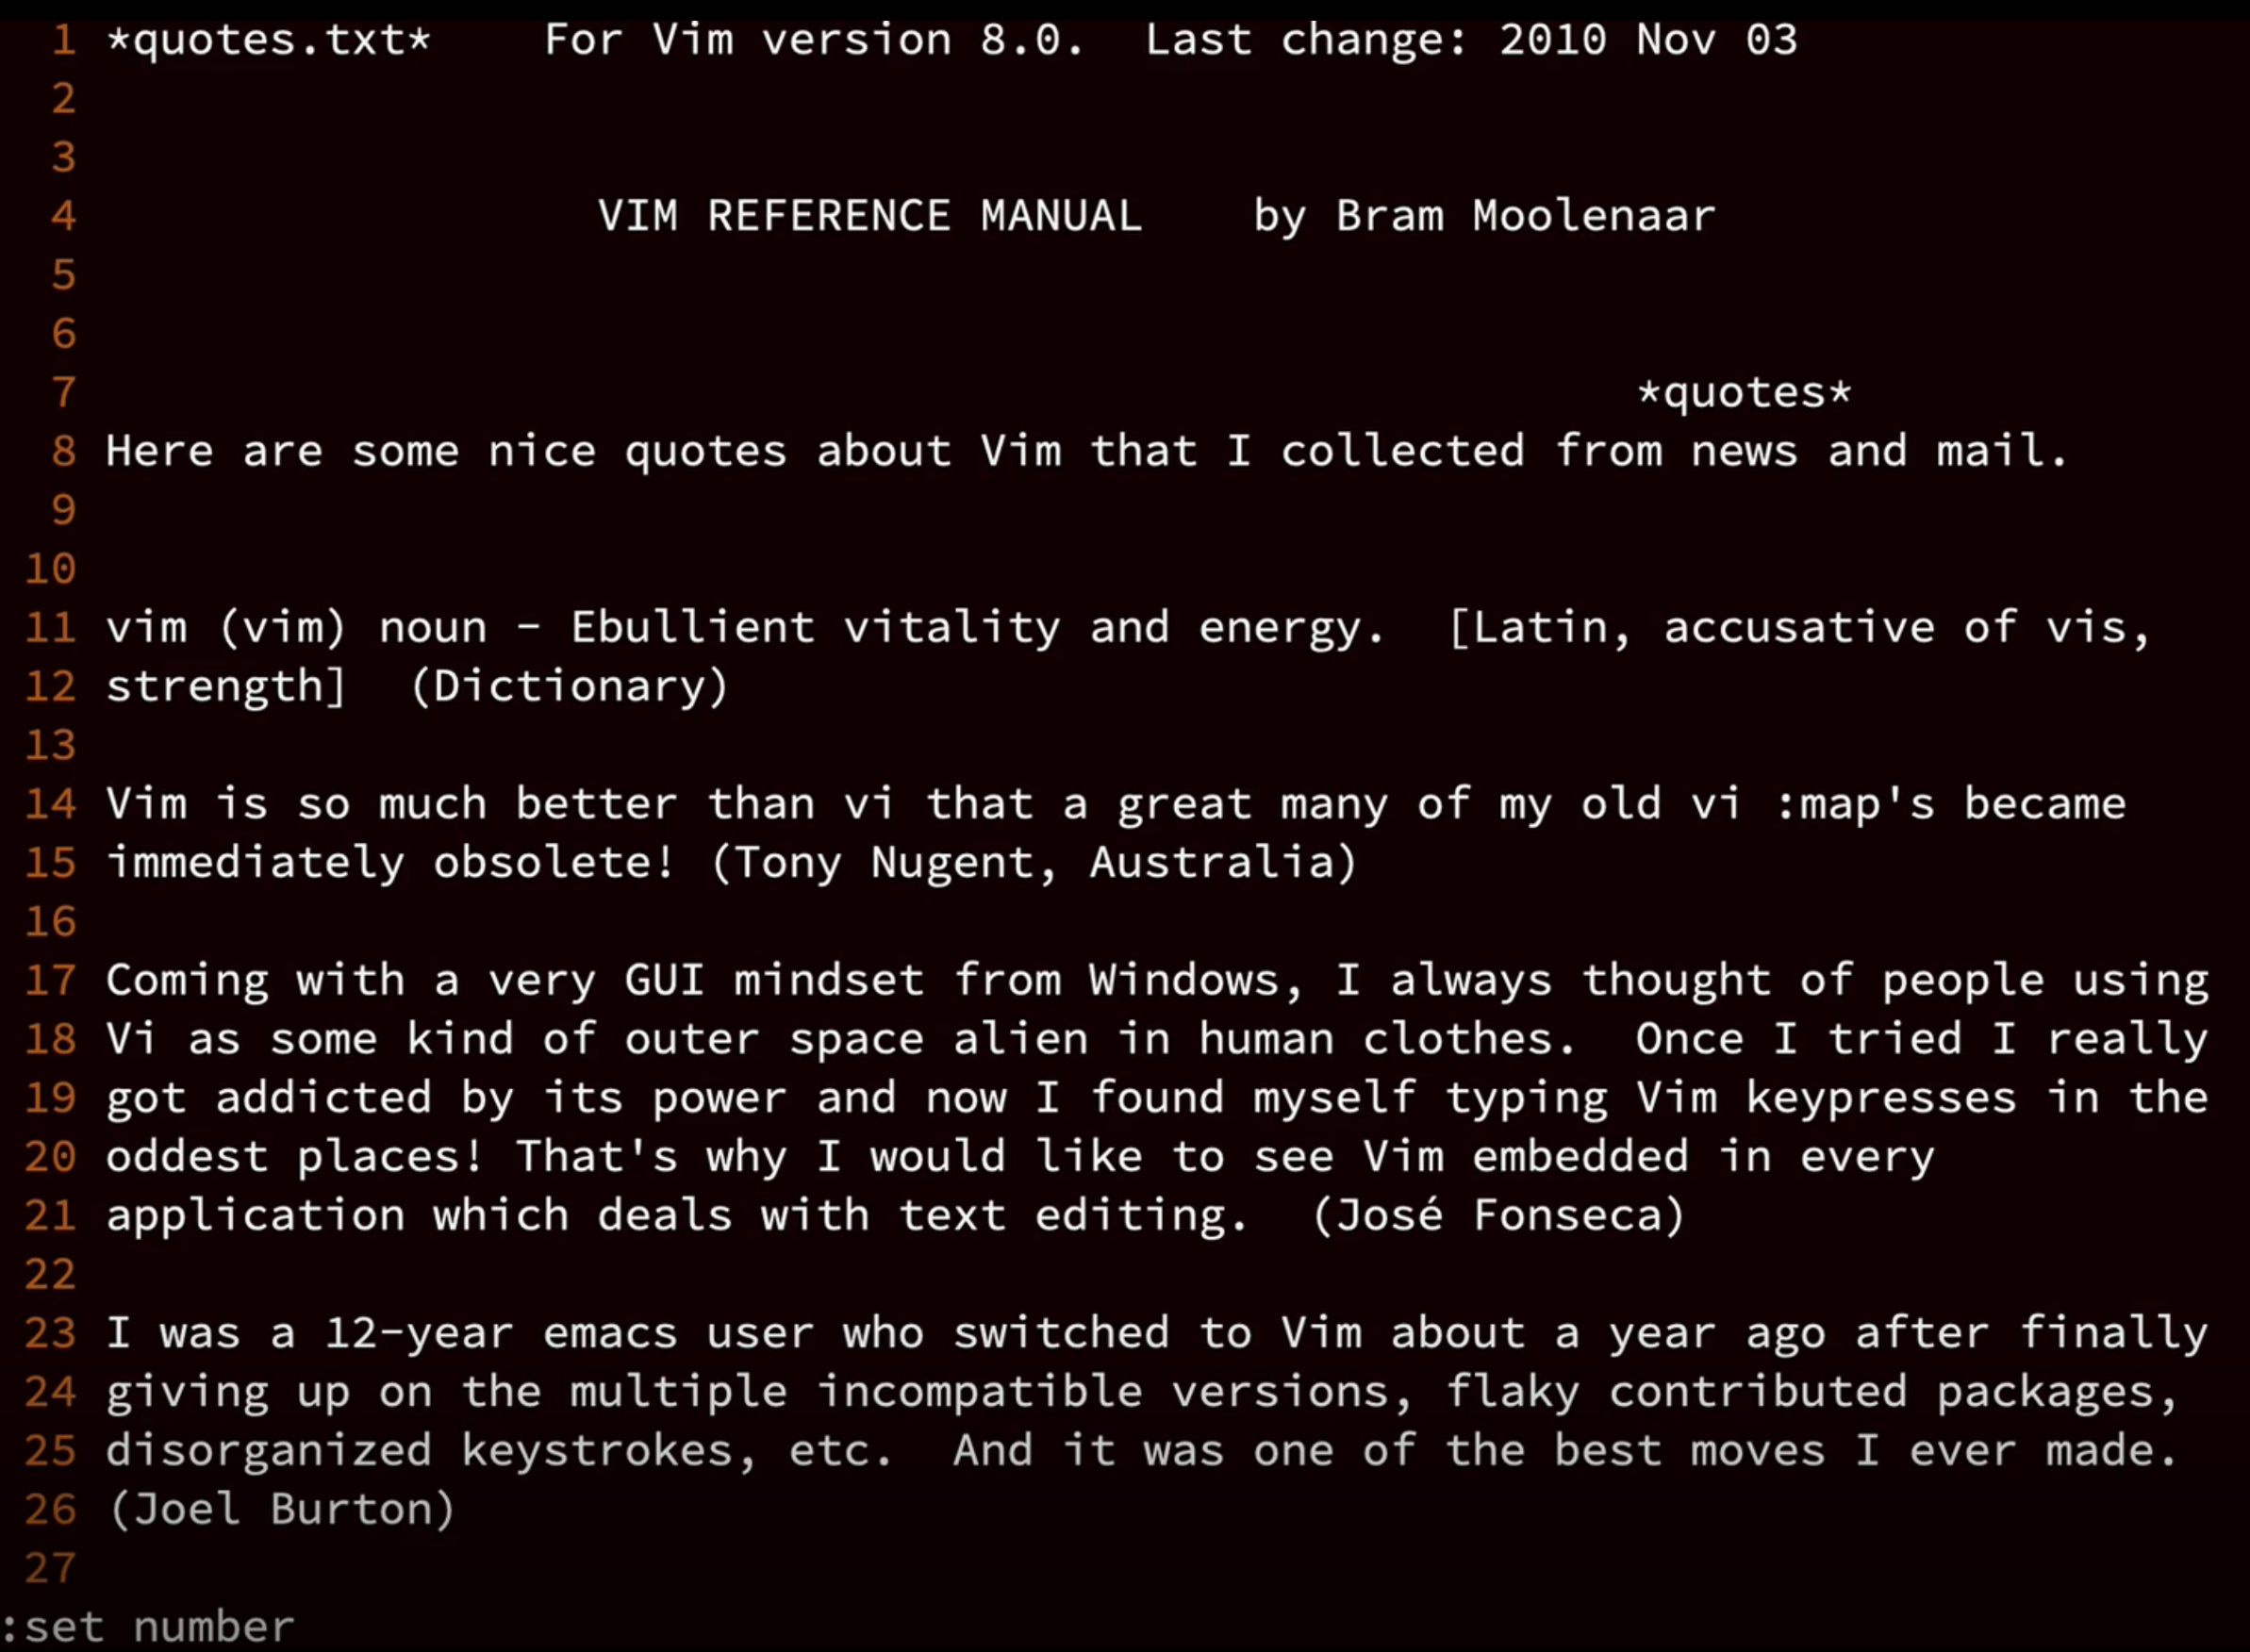 1 *quotes.txt*    For Vim version 8.0.  Last change: 2010 Nov 03
2
3
4                   VIM REFERENCE MANUAL    by Bram Moolenaar
5
6
7                                                         *quotes*
8 Here are some nice quotes about Vim that I collected from news and mail.
9
10
11 vim (vim) noun - Ebullient vitality and energy.  [Latin, accusative of vis,
12 strength]  (Dictionary)
13
14 Vim is so much better than vi that a great many of my old vi :map's became
15 immediately obsolete! (Tony Nugent, Australia)
16
17 Coming with a very GUI mindset from Windows, I always thought of people using
18 Vi as some kind of outer space alien in human clothes.  Once I tried I really
19 got addicted by its power and now I found myself typing Vim keypresses in the
20 oddest places! That's why I would like to see Vim embedded in every
21 application which deals with text editing.  (José Fonseca)
22
23 I was a 12-year emacs user who switched to Vim about a year ago after finally
24 giving up on the multiple incompatible versions, flaky contributed packages,
25 disorganized keystrokes, etc.  And it was one of the best moves I ever made.
26 (Joel Burton)
27
:set number